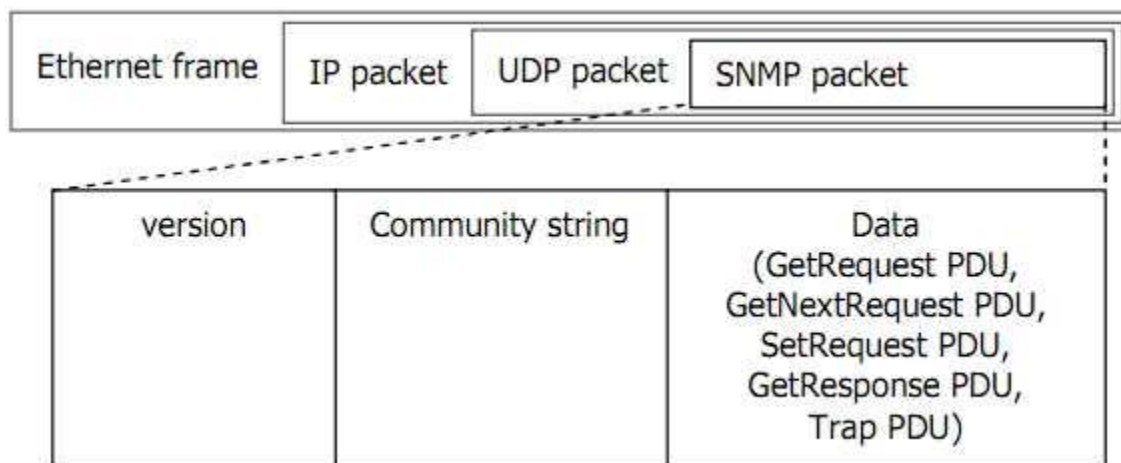 Ethernet frame
IP packet
UDP packet
SNMP packet
version
Community string
Data
(GetRequest PDU,
GetNextRequest PDU,
SetRequest PDU,
GetResponse PDU,
Trap PDU)